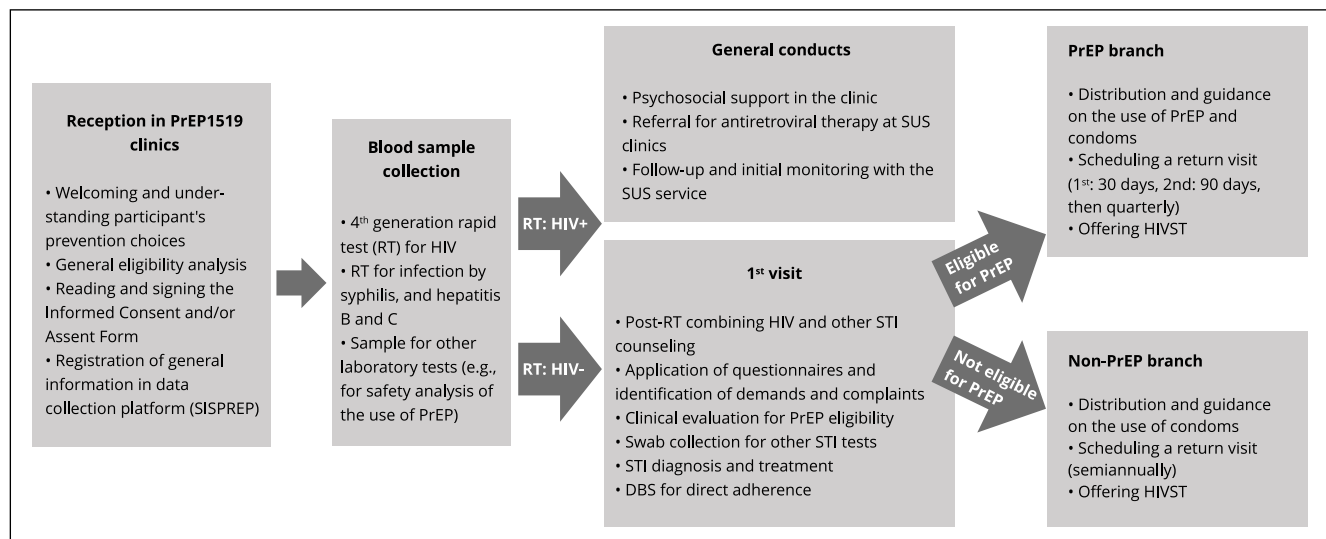 Reception in PrEP1519
clinics
• Welcoming and under-
standing participant's
prevention choices
• General eligibility analysis
• Reading and signing the
Informed Consent and/or
Assent Form
• Registration of general
information in data
collection platform (SISPREP)
Blood sample
collection
• 4th generation rapid
test (RT) for HIV
• RT for infection by
syphilis, and hepatitis
B and C
• Sample for other
laboratory tests (e.g.,
for safety analysis of
the use of PrEP)
RT: HIV+
General conducts
• Psychosocial support in the clinic
• Referral for antiretroviral therapy at SUS
clinics
• Follow-up and initial monitoring with the
SUS service
RT: HIV-
1st visit
• Post-RT combining HIV and other STI
counseling
• Application of questionnaires and
identification of demands and complaints
• Clinical evaluation for PrEP eligibility
• Swab collection for other STI tests
• STI diagnosis and treatment
• DBS for direct adherence
Eligible
for PrEP
PrEP branch
• Distribution and guidance
on the use of PrEP and
condoms
• Scheduling a return visit
(1st: 30 days, 2nd: 90 days,
then quarterly)
• Offering HIVST
Not eligible
for PrEP
Non-PrEP branch
• Distribution and guidance
on the use of condoms
• Scheduling a return visit
(semiannually)
• Offering HIVST